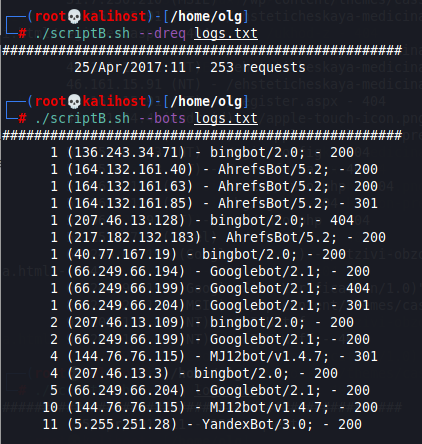 ┌──(root💀kalihost)-[/home/olg]
└─# ./scriptB.sh --dreq logs.txt
##################################################
25/Apr/2017:11 - 253 requests
┌──(root💀kalihost)-[/home/olg]
└─# ./scriptB.sh --bots logs.txt
##################################################
1 (136.243.34.71) - bingbot/2.0; - 200
1 (164.132.161.40) - AhrefsBot/5.2; - 200
1 (164.132.161.63) - AhrefsBot/5.2; - 200
1 (164.132.161.85) - AhrefsBot/5.2; - 301
1 (207.46.13.128) - bingbot/2.0; - 404
1 (217.182.132.183) - AhrefsBot/5.2; - 200
1 (40.77.167.19) - bingbot/2.0; - 200
1 (66.249.66.194) - Googlebot/2.1; - 200
1 (66.249.66.199) - Googlebot/2.1; - 404
1 (66.249.66.204) - Googlebot/2.1; - 301
2 (207.46.13.109) - bingbot/2.0; - 200
2 (66.249.66.199) - Googlebot/2.1; - 200
4 (144.76.76.115) - MJ12bot/v1.4.7; - 301
4 (207.46.13.3) - bingbot/2.0; - 200
5 (66.249.66.204) - Googlebot/2.1; - 200
10 (144.76.76.115) - MJ12bot/v1.4.7; - 200
11 (5.255.251.28) - YandexBot/3.0; - 200